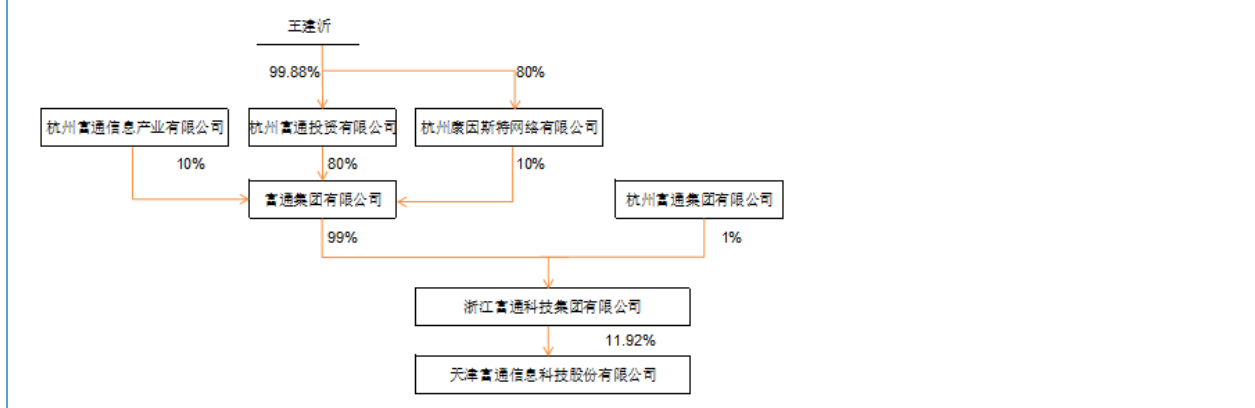 王建沂
99.88%
80%
杭州富通信息产业有限公司
杭州富通投资有限公司
杭州康因斯特网络有限公司
10%
80%
10%
富通集团有限公司
杭州富通集团有限公司
99%
1%
浙江富通科技集团有限公司
11.92%
天津富通信息科技股份有限公司